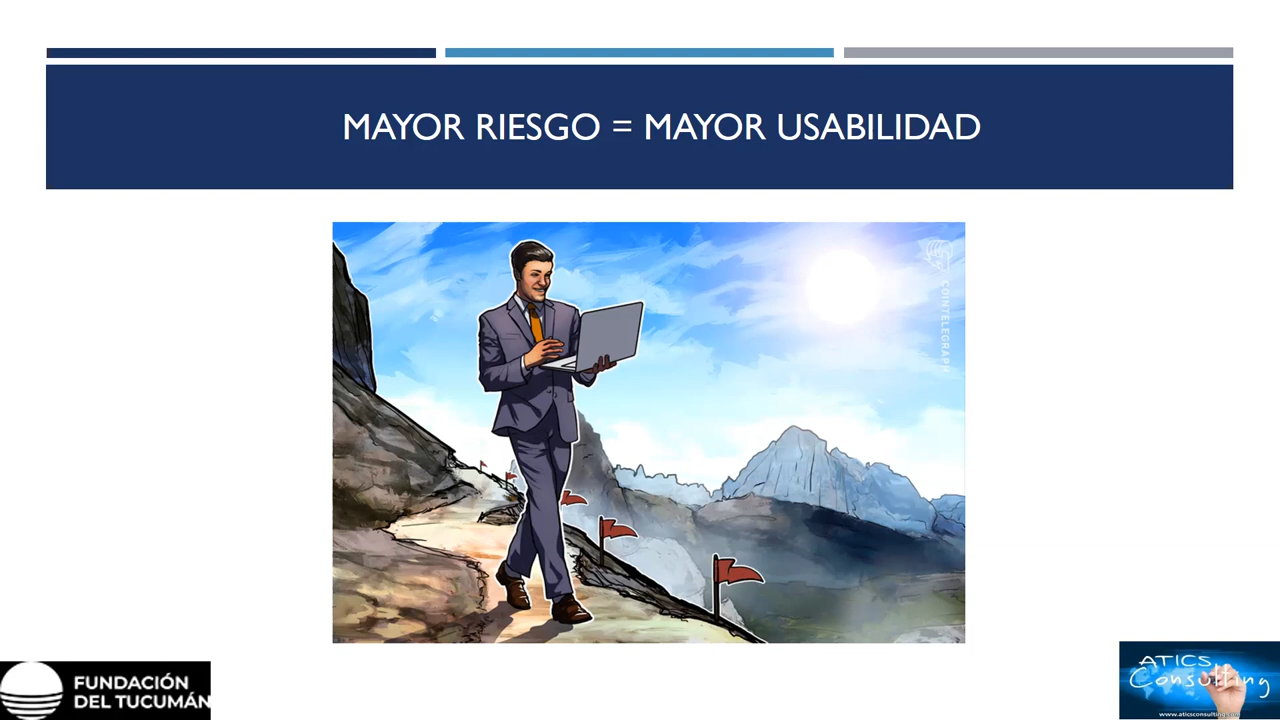 MAYOR RIESGO = MAYOR USABILIDAD
COINTELEGRAPH
FUNDACIÓN
DEL TUCUMÁN
ATICS
Consulting